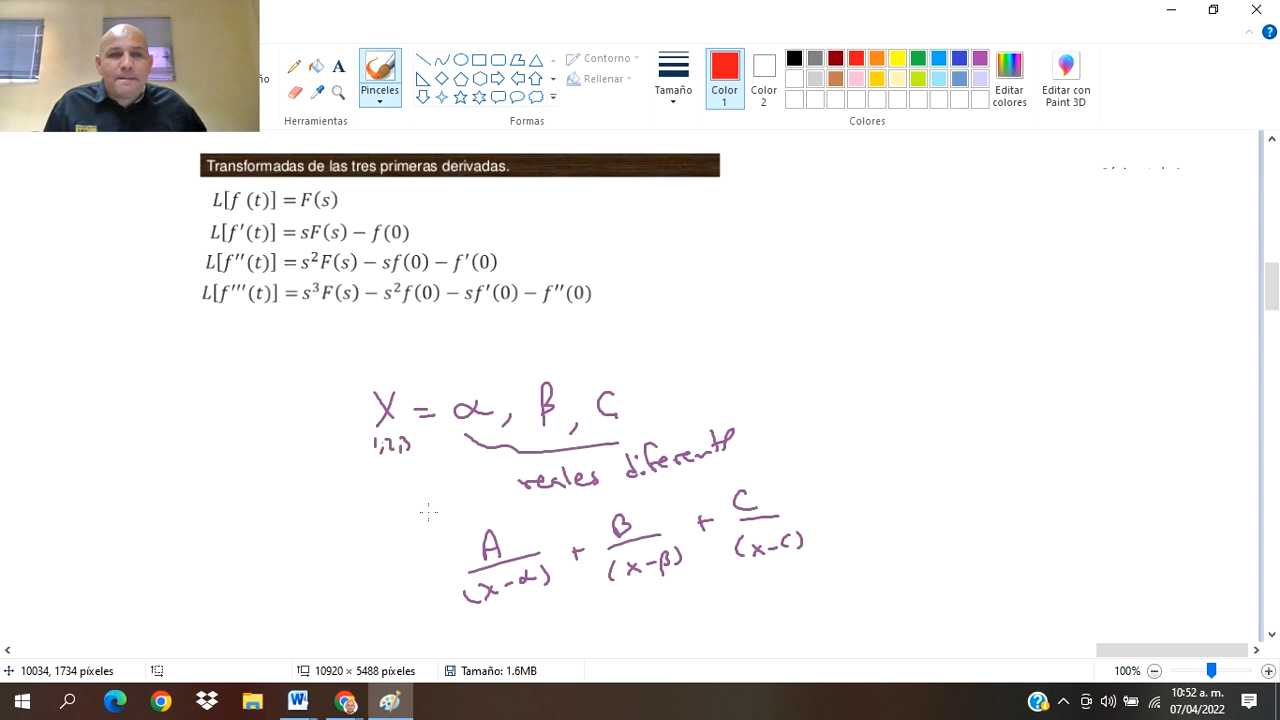 Contorno
Rellenar
Pinceles
Tamaño
Color 1
Color 2
Editar colores
Editar con Paint 3D
Herramientas
Formas
Colores
Transformadas de las tres primeras derivadas.
L[f (t)] = F(s)
L[f′(t)] = sF(s) − f(0)
L[f′′(t)] = s²F(s) − sf(0) − f′(0)
L[f′′′(t)] = s³F(s) − s²f(0) − sf′(0) − f′′(0)
X = α, β, C
1,2,3
reales diferente
A/(x-α) + B/(x-β) + C/(x-C)
10034, 1734 píxeles
10920 × 5488 píxeles
Tamaño: 1.6MB
100%
10:52 a. m.
07/04/2022